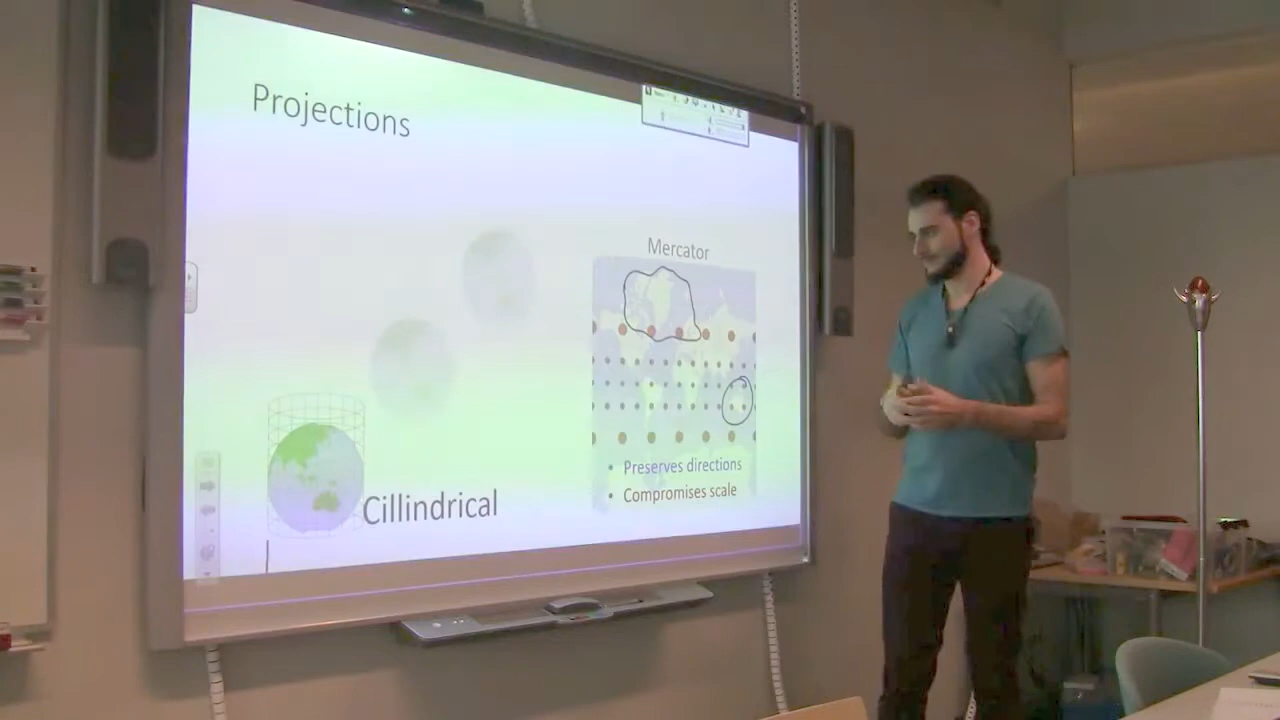 Projections
Mercator
• Preserves directions
• Compromises scale
Cillindrical